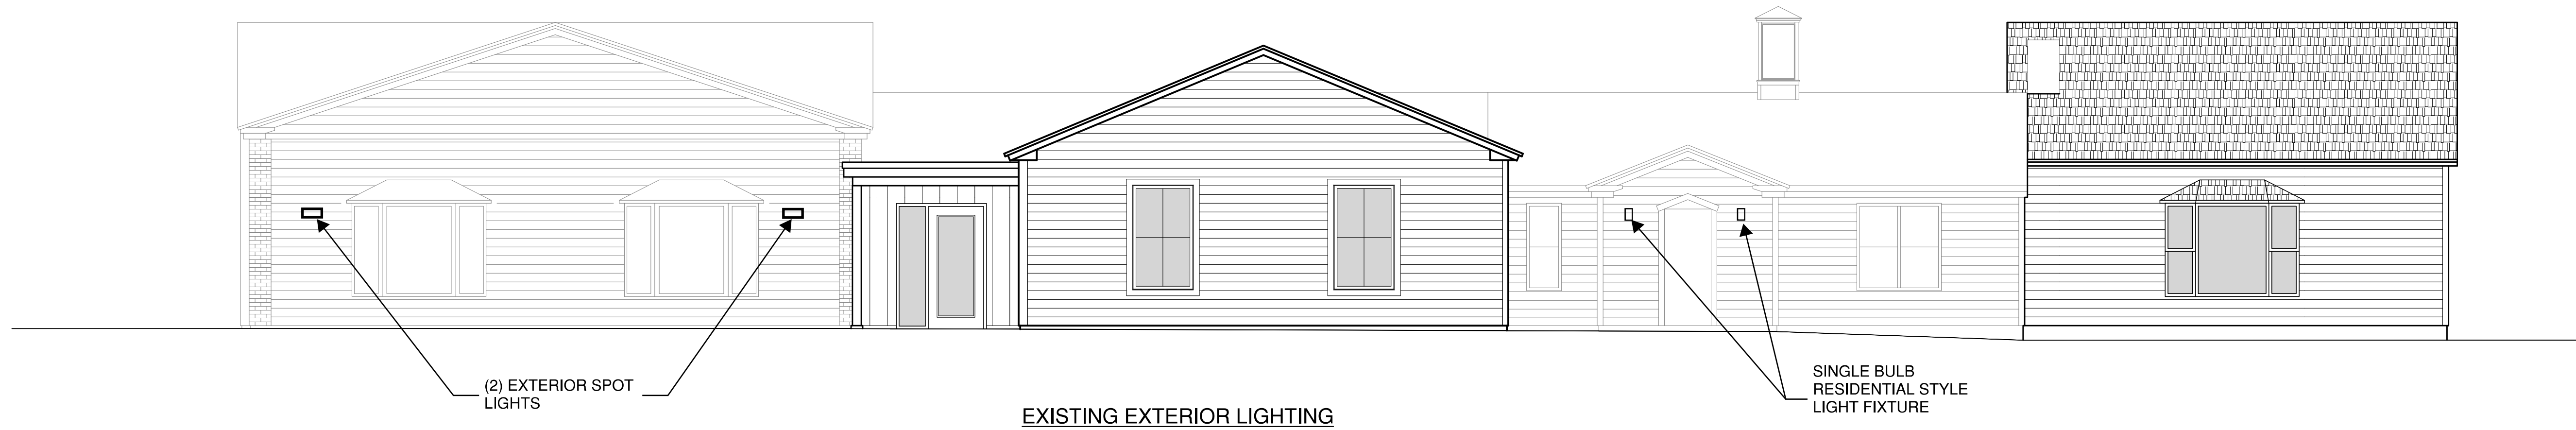 (2) EXTERIOR SPOT
LIGHTS
EXISTING EXTERIOR LIGHTING
SINGLE BULB
RESIDENTIAL STYLE
LIGHT FIXTURE